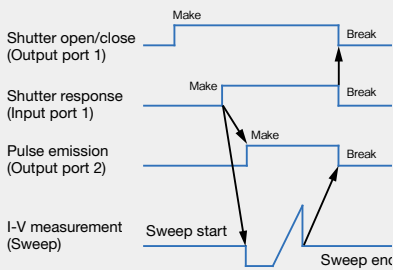 Make
Shutter open/close
(Output port 1)
Break
Make
Shutter response
(Input port 1)
Break
Make
Pulse emission
(Output port 2)
Break
I-V measurement
(Sweep)
Sweep start
Sweep end